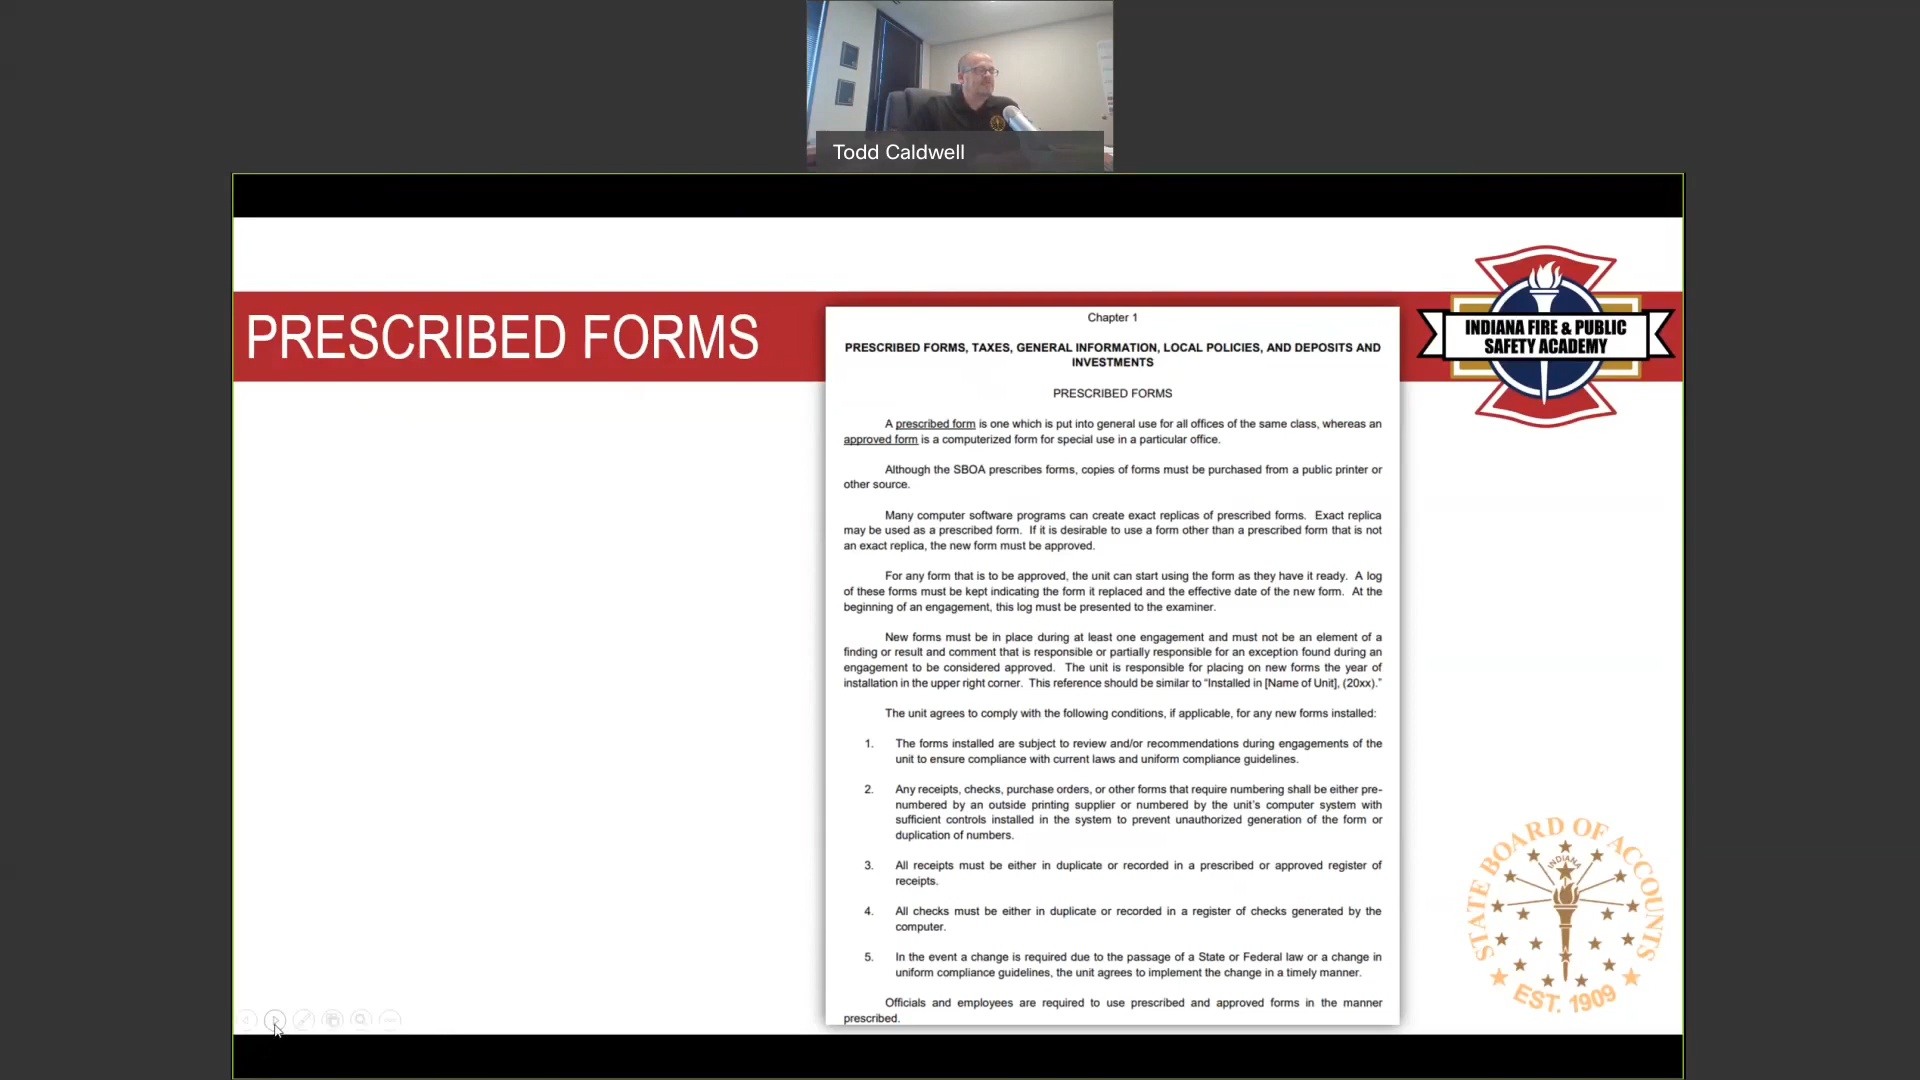 Todd Caldwell
PRESCRIBED FORMS
INDIANA FIRE & PUBLIC
SAFETY ACADEMY
Chapter 1
PRESCRIBED FORMS, TAXES, GENERAL INFORMATION, LOCAL POLICIES, AND DEPOSITS AND
INVESTMENTS
PRESCRIBED FORMS
A prescribed form is one which is put into general use for all offices of the same class, whereas an
approved form is a computerized form for special use in a particular office.
Although the SBOA prescribes forms, copies of forms must be purchased from a public printer or
other source.
Many computer software programs can create exact replicas of prescribed forms. Exact replica
may be used as a prescribed form. If it is desirable to use a form other than a prescribed form that is not
an exact replica, the new form must be approved.
For any form that is to be approved, the unit can start using the form as they have it ready. A log
of these forms must be kept indicating the form it replaced and the effective date of the new form. At the
beginning of an engagement, this log must be presented to the examiner.
New forms must be in place during at least one engagement and must not be an element of a
finding or result and comment that is responsible or partially responsible for an exception found during an
engagement to be considered approved. The unit is responsible for placing on new forms the year of
installation in the upper right corner. This reference should be similar to “Installed in [Name of Unit], (20xx).”
The unit agrees to comply with the following conditions, if applicable, for any new forms installed:
1. The forms installed are subject to review and/or recommendations during engagements of the
unit to ensure compliance with current laws and uniform compliance guidelines.
2. Any receipts, checks, purchase orders, or other forms that require numbering shall be either pre-
numbered by an outside printing supplier or numbered by the unit’s computer system with
sufficient controls installed in the system to prevent unauthorized generation of the form or
duplication of numbers.
3. All receipts must be either in duplicate or recorded in a prescribed or approved register of
receipts.
4. All checks must be either in duplicate or recorded in a register of checks generated by the
computer.
5. In the event a change is required due to the passage of a State or Federal law or a change in
uniform compliance guidelines, the unit agrees to implement the change in a timely manner.
Officials and employees are required to use prescribed and approved forms in the manner
prescribed.
STATE BOARD OF ACCOUNTS
INDIANA
EST. 1909